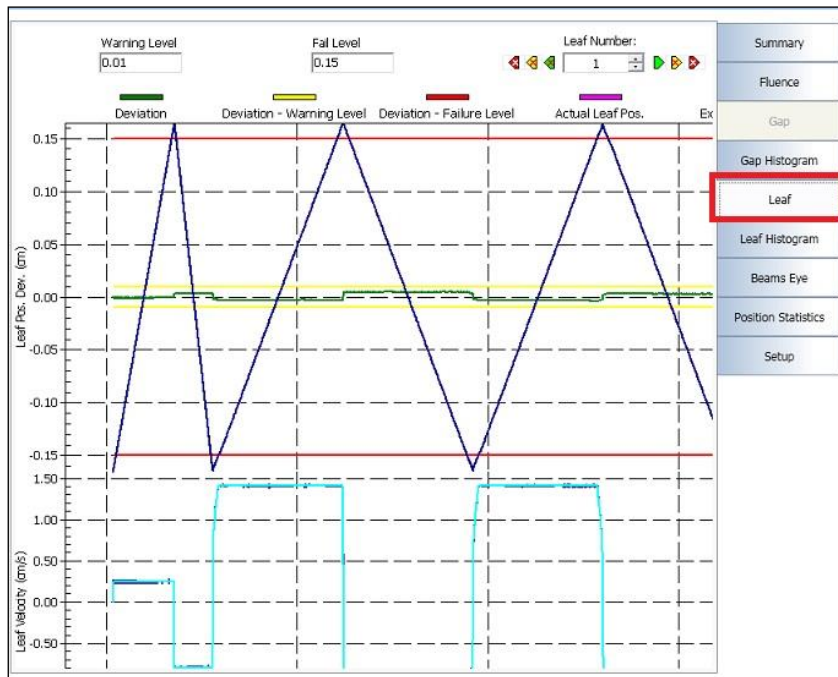 Warning Level
0.01
Fail Level
0.15
Leaf Number:
1
Deviation
Deviation - Warning Level
Deviation - Failure Level
Actual Leaf Pos.
Ex
Leaf Pos. Dev. (cm)
0.15
0.10
0.05
0.00
-0.05
-0.10
-0.15
Leaf Velocity (cm/s)
1.50
1.00
0.50
0.00
-0.50
Summary
Fluence
Gap
Gap Histogram
Leaf
Leaf Histogram
Beams Eye
Position Statistics
Setup